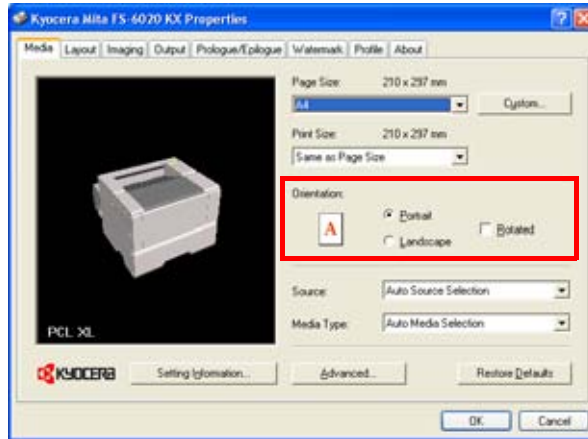 Kyocera Mita FS-6020 KX Properties
Media Layout Imaging Output Prologue/Epilogue Watermark Profile About
Page Size: 210 x 297 mm
A4 Custom...
Print Size: 210 x 297 mm
Same as Page Size
Orientation:
A Portrait Rotated
Landscape
Source: Auto Source Selection
Media Type: Auto Media Selection
PCL XL
KYOCERA Setting Information... Advanced... Restore Defaults
OK Cancel